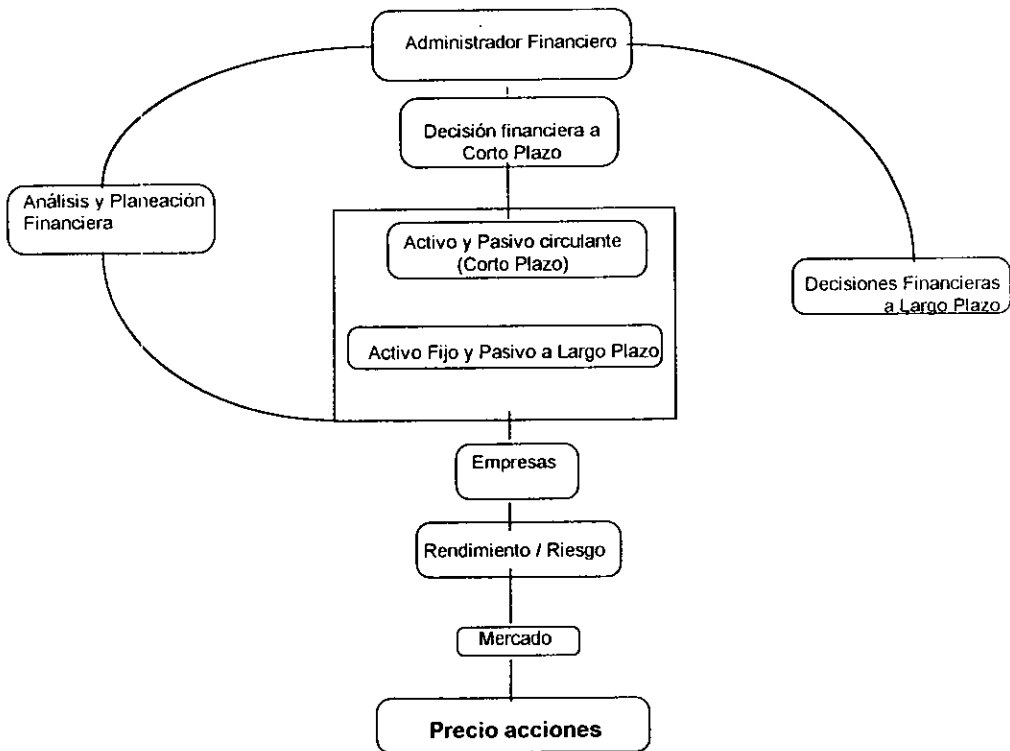 Administrador Financiero
Decisión financiera a
Corto Plazo
Análisis y Planeación
Financiera
Activo y Pasivo circulante
(Corto Plazo)
Decisiones Financieras
a Largo Plazo
Activo Fijo y Pasivo a Largo Plazo
Empresas
Rendimiento / Riesgo
Mercado
Precio acciones